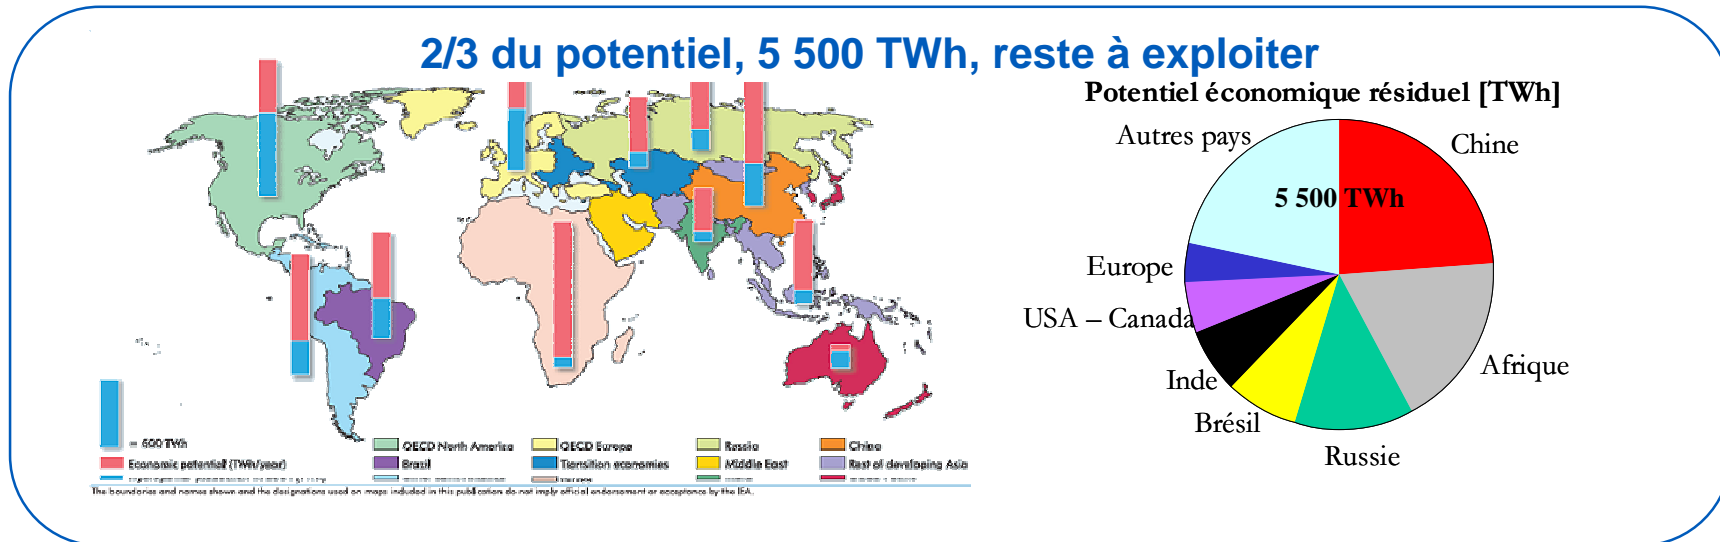 2/3 du potentiel, 5 500 TWh, reste à exploiter
Potentiel économique résiduel [TWh]
Autres pays
Chine
5 500 TWh
Europe
USA – Canada
Afrique
Inde
Brésil
Russie
= 600 TWh
Economic potential (TWh/year)
OECD North America
OECD Europe
Russia
China
Brazil
Transition economies
Middle East
Rest of developing Asia
The boundaries and names shown and the designations used on maps included in this publication do not imply official endorsement or acceptance by the IEA.